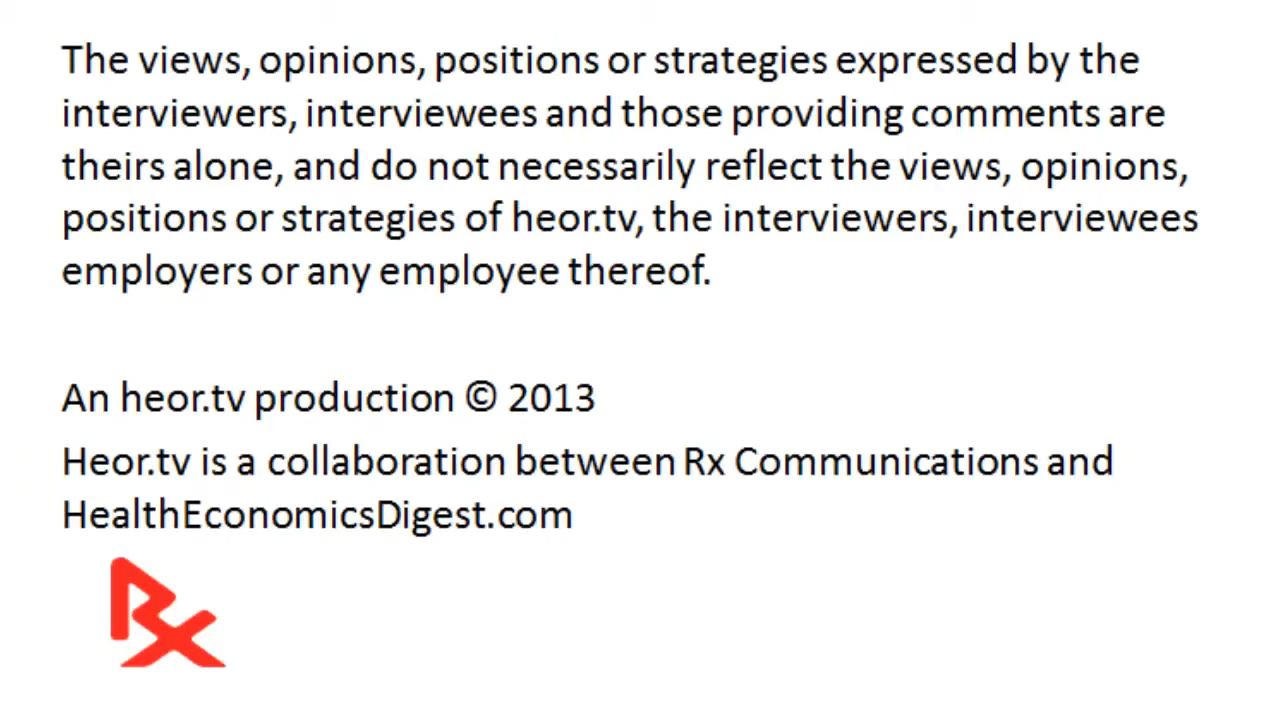 The views, opinions, positions or strategies expressed by the
interviewers, interviewees and those providing comments are
theirs alone, and do not necessarily reflect the views, opinions,
positions or strategies of heor.tv, the interviewers, interviewees
employers or any employee thereof.
An heor.tv production © 2013
Heor.tv is a collaboration between Rx Communications and
HealthEconomicsDigest.com
Rx